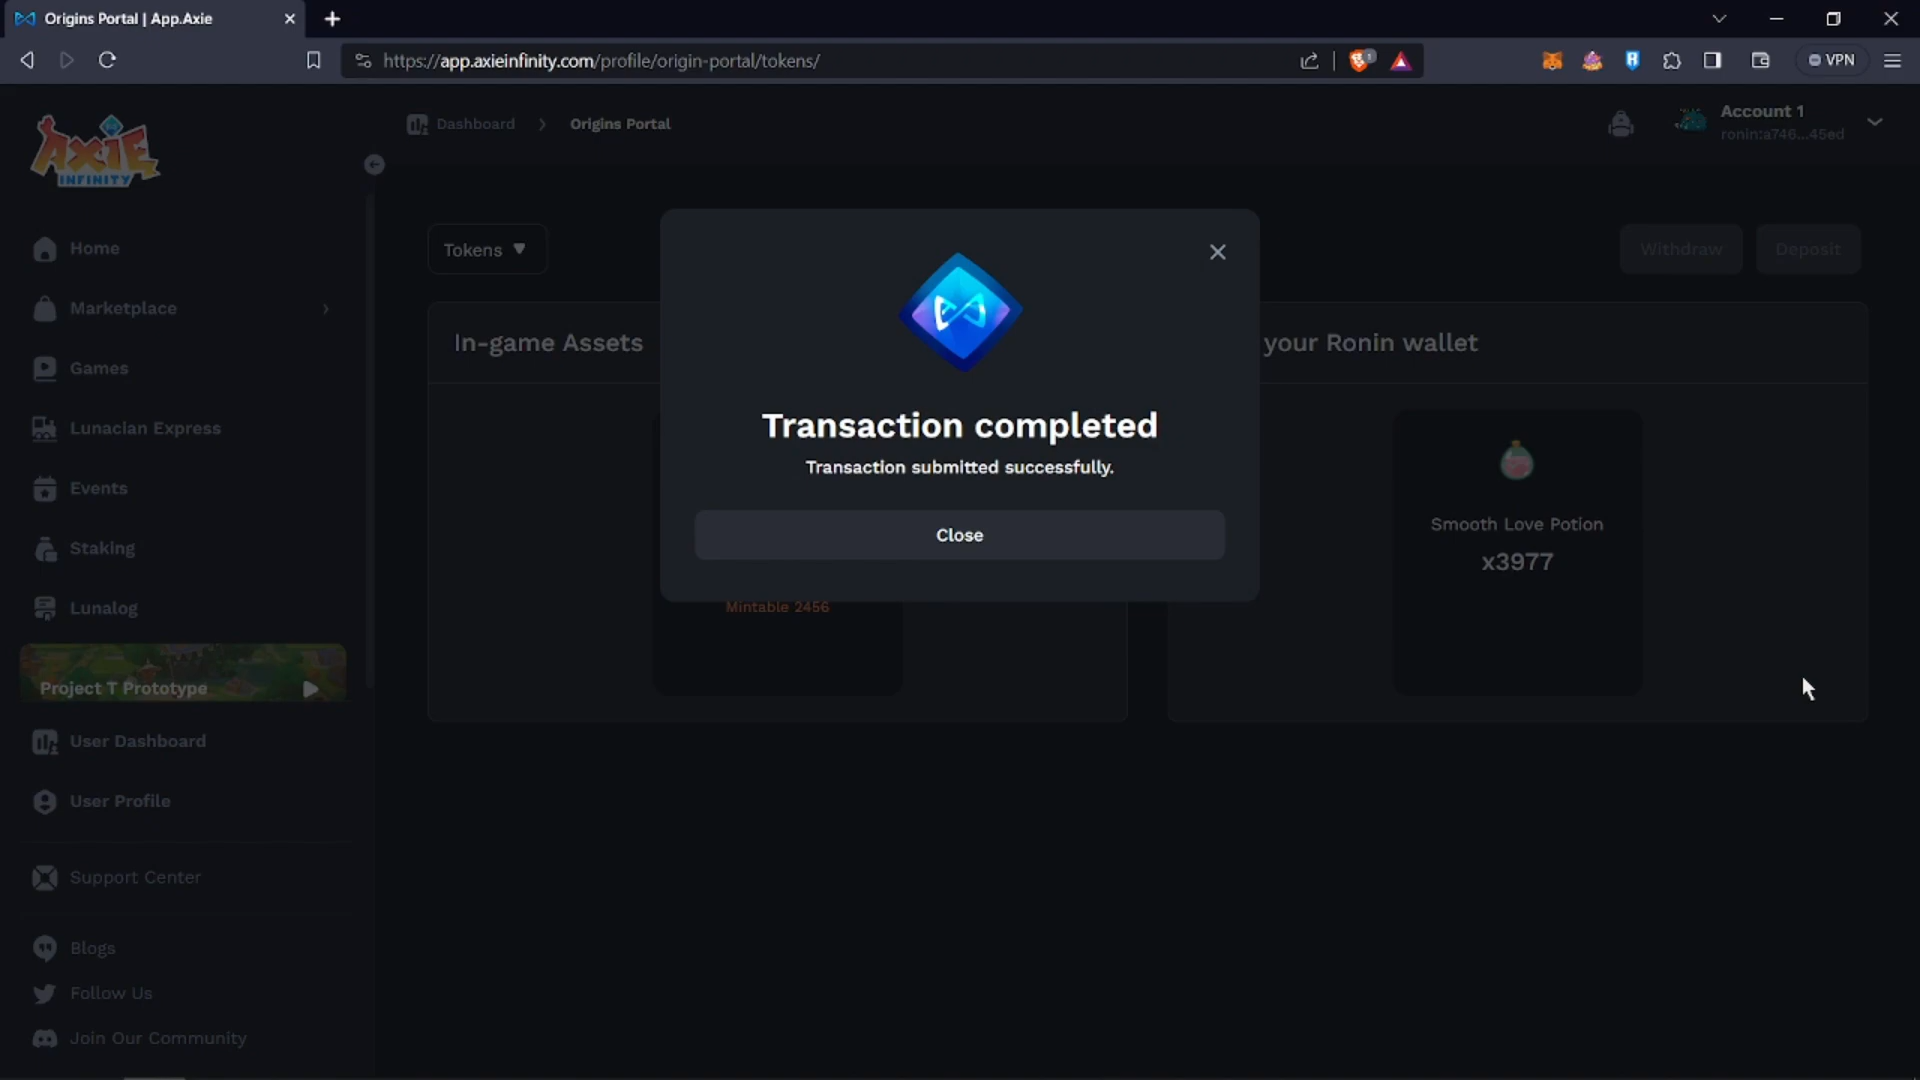 Origins Portal | App.Axie
https://app.axieinfinity.com/profile/origin-portal/tokens/
1
VPN
AXIE
INFINITY
Dashboard
Origins Portal
Account 1
ronin:a746...45ed
Home
Marketplace
Games
Lunacian Express
Events
Staking
Lunalog
Project T Prototype
User Dashboard
User Profile
Support Center
Blogs
Follow Us
Join Our Community
Tokens
Withdraw
Deposit
In-game Assets
your Ronin wallet
Transaction completed
Transaction submitted successfully.
Close
Mintable 2456
Smooth Love Potion
x3977